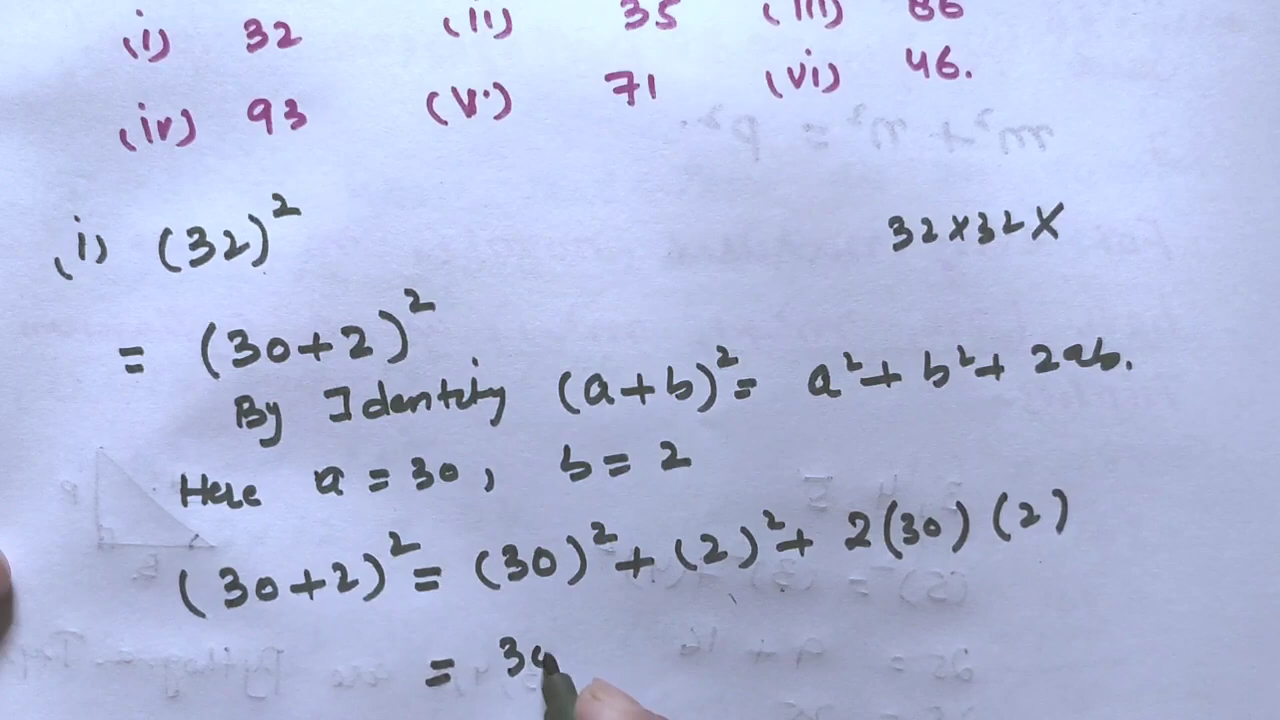 (i) 32 (ii) 35 (iii) 86
(iv) 93 (v) 71 (vi) 46.
(i) (32)²
32×32×
= (30+2)²
By Identity (a+b)² = a²+ b²+ 2ab.
Here a = 30, b = 2
(30+2)² = (30)² + (2)² + 2(30) (2)
= 30